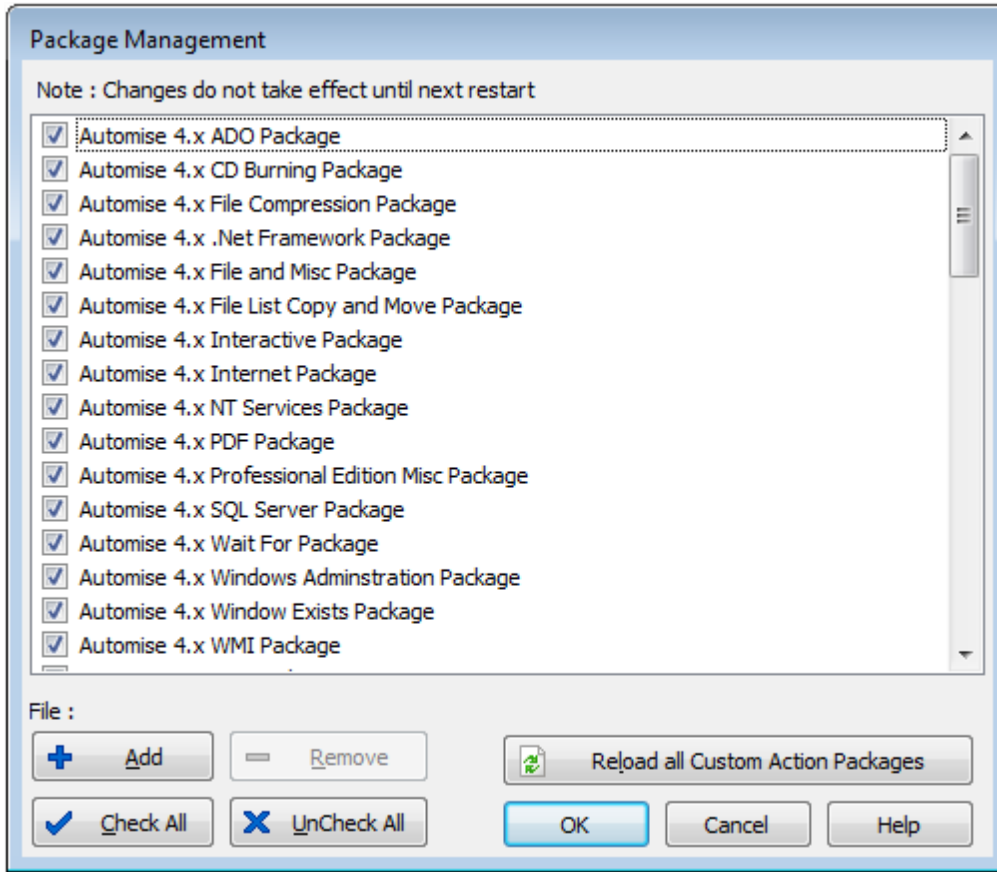 Package Management
Note : Changes do not take effect until next restart
Automise 4.x ADO Package
Automise 4.x CD Burning Package
Automise 4.x File Compression Package
Automise 4.x .Net Framework Package
Automise 4.x File and Misc Package
Automise 4.x File List Copy and Move Package
Automise 4.x Interactive Package
Automise 4.x Internet Package
Automise 4.x NT Services Package
Automise 4.x PDF Package
Automise 4.x Professional Edition Misc Package
Automise 4.x SQL Server Package
Automise 4.x Wait For Package
Automise 4.x Windows Adminstration Package
Automise 4.x Window Exists Package
Automise 4.x WMI Package
File :
Add
Remove
Reload all Custom Action Packages
Check All
UnCheck All
OK
Cancel
Help